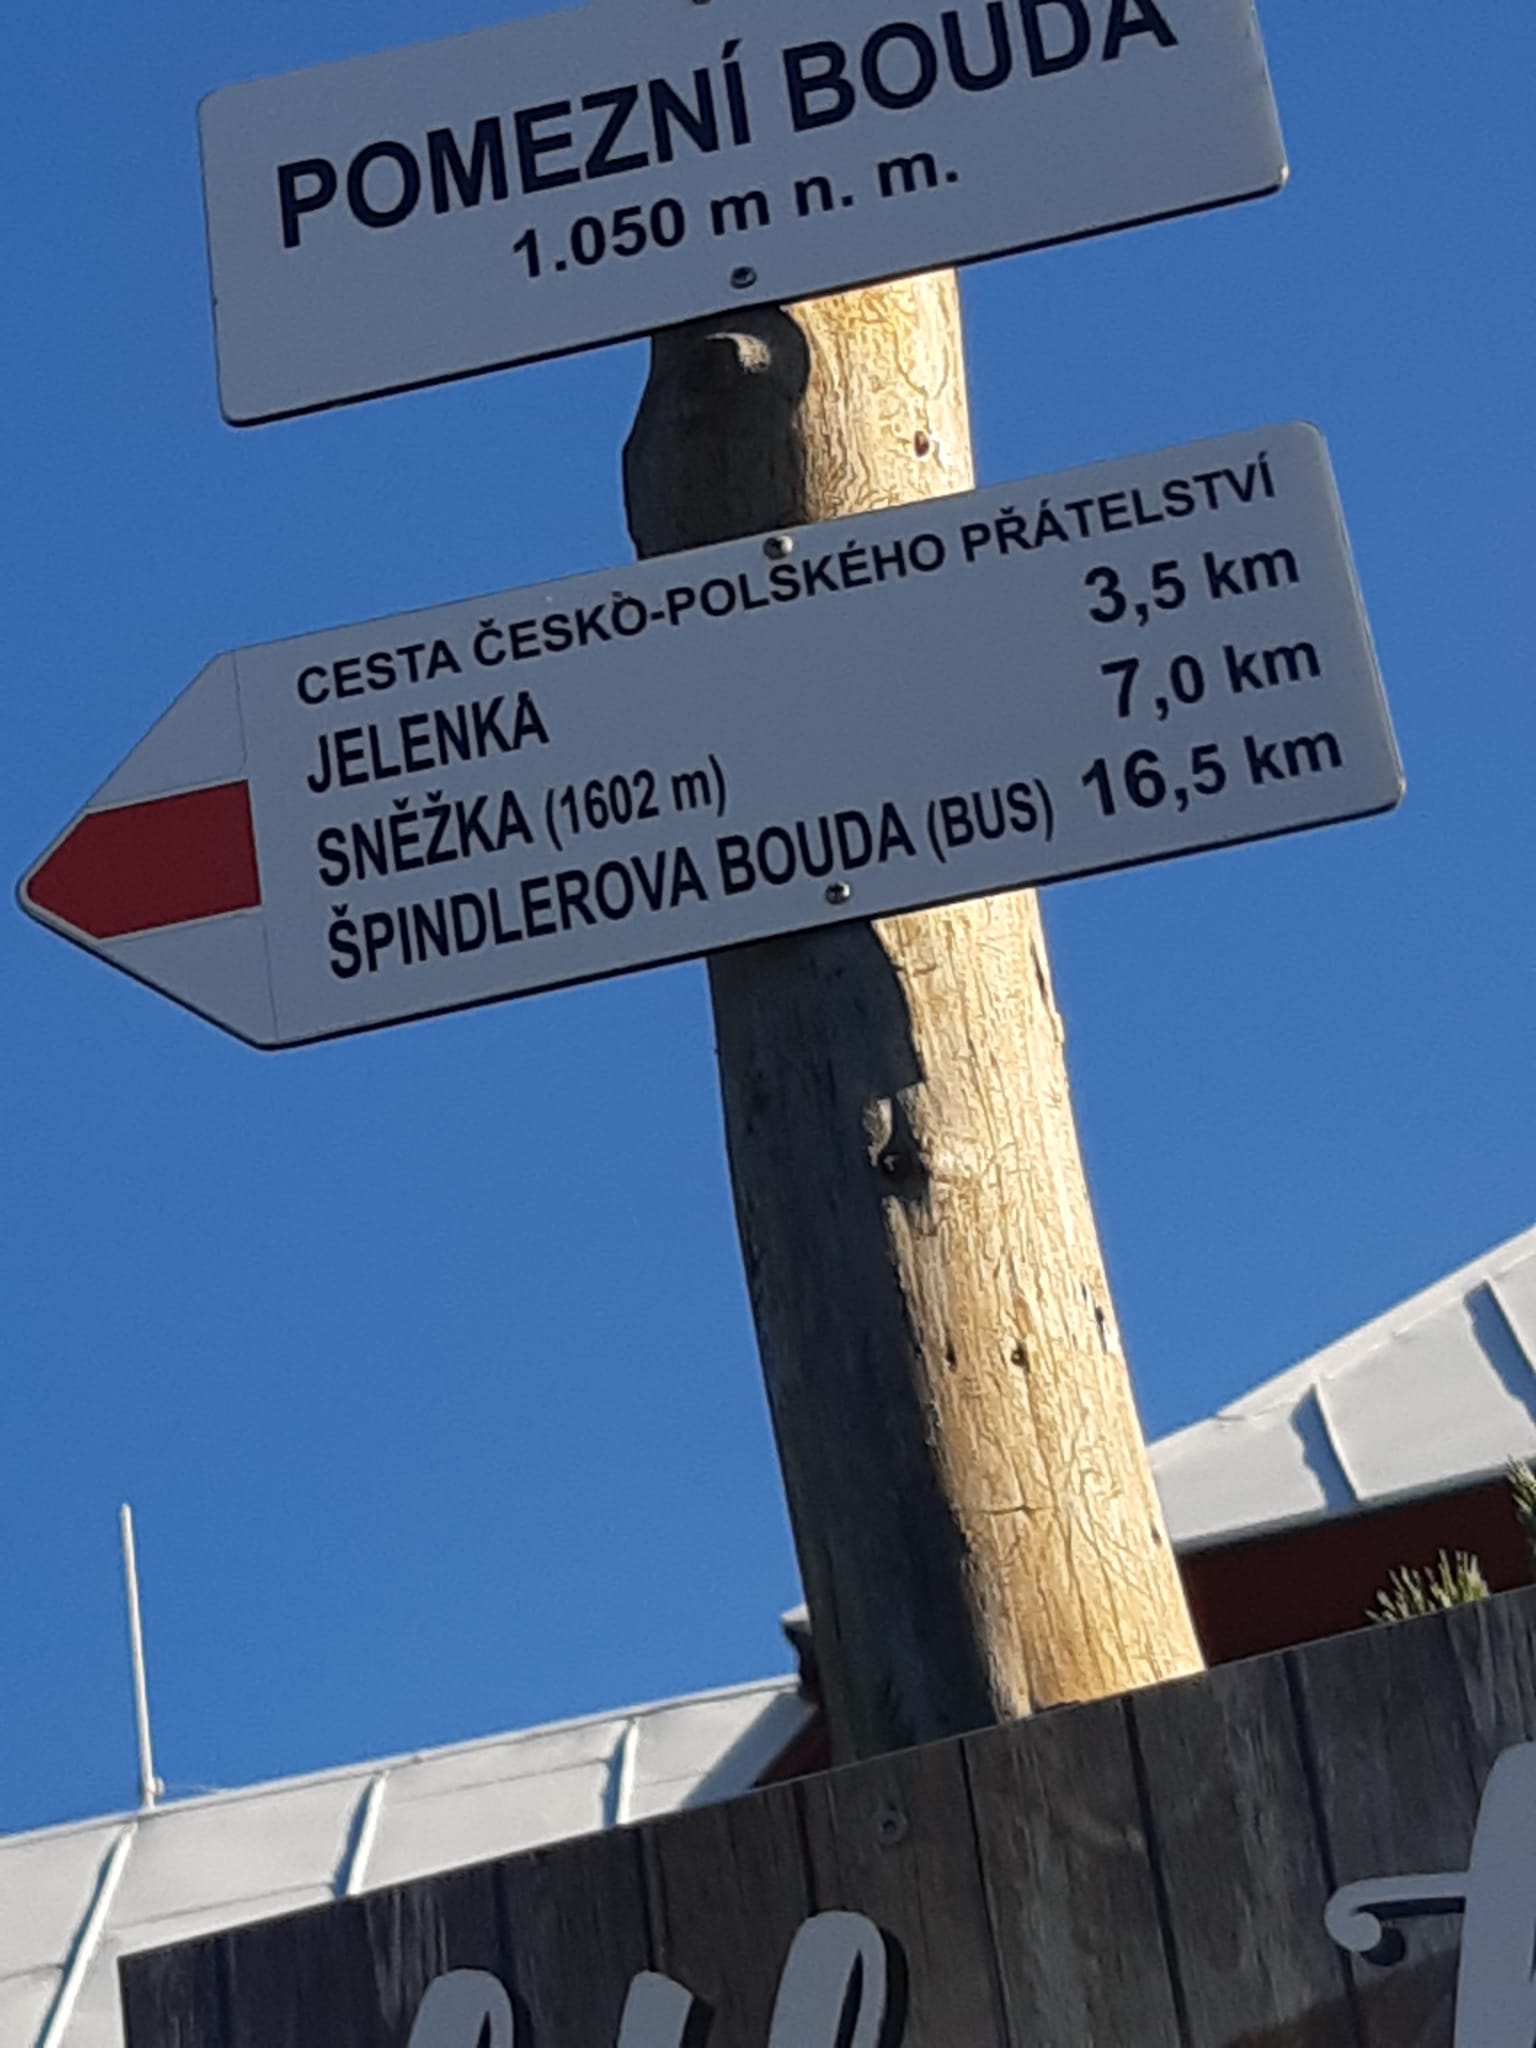 POMEZNÍ BOUDA
1.050 m n. m.
CESTA ČESKO-POLSKÉHO PŘÁTELSTVÍ
JELENKA 3,5 km
SNĚŽKA (1602 m) 7,0 km
ŠPINDLEROVA BOUDA (BUS) 16,5 km